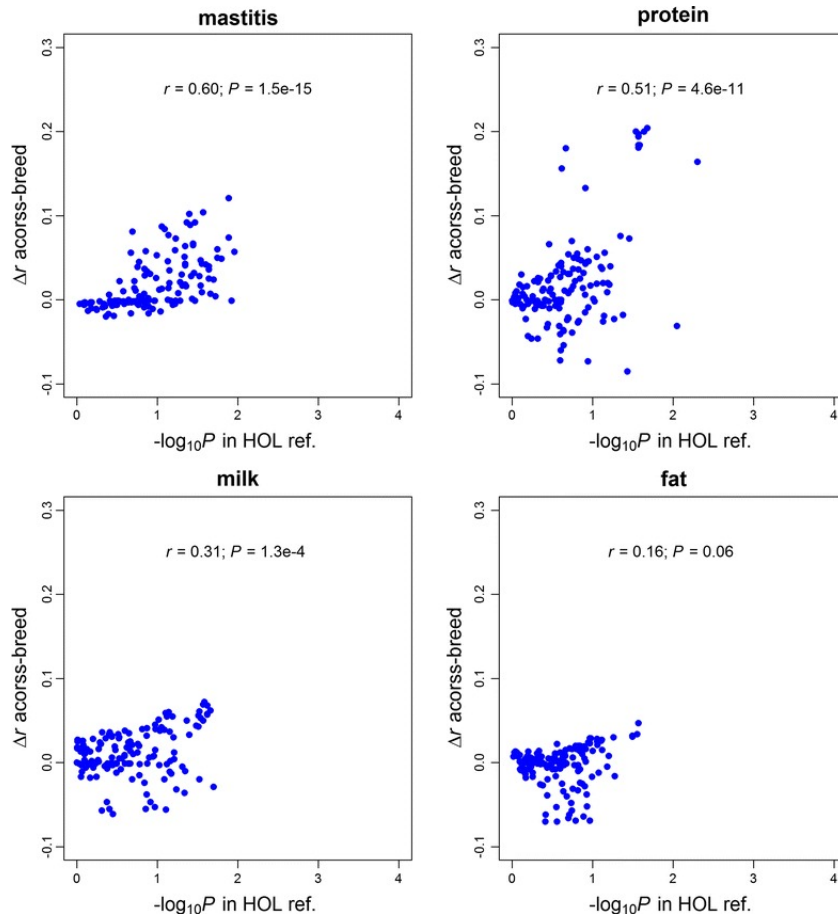 mastitis
r = 0.60; P = 1.5e-15
0.3
0.2
0.1
0.0
-0.1
Δr acorss-breed
0 1 2 3 4
-log10P in HOL ref.
protein
r = 0.51; P = 4.6e-11
0.3
0.2
0.1
0.0
-0.1
Δr acorss-breed
0 1 2 3 4
-log10P in HOL ref.
milk
r = 0.31; P = 1.3e-4
0.3
0.2
0.1
0.0
-0.1
Δr acorss-breed
0 1 2 3 4
-log10P in HOL ref.
fat
r = 0.16; P = 0.06
0.3
0.2
0.1
0.0
-0.1
Δr acorss-breed
0 1 2 3 4
-log10P in HOL ref.